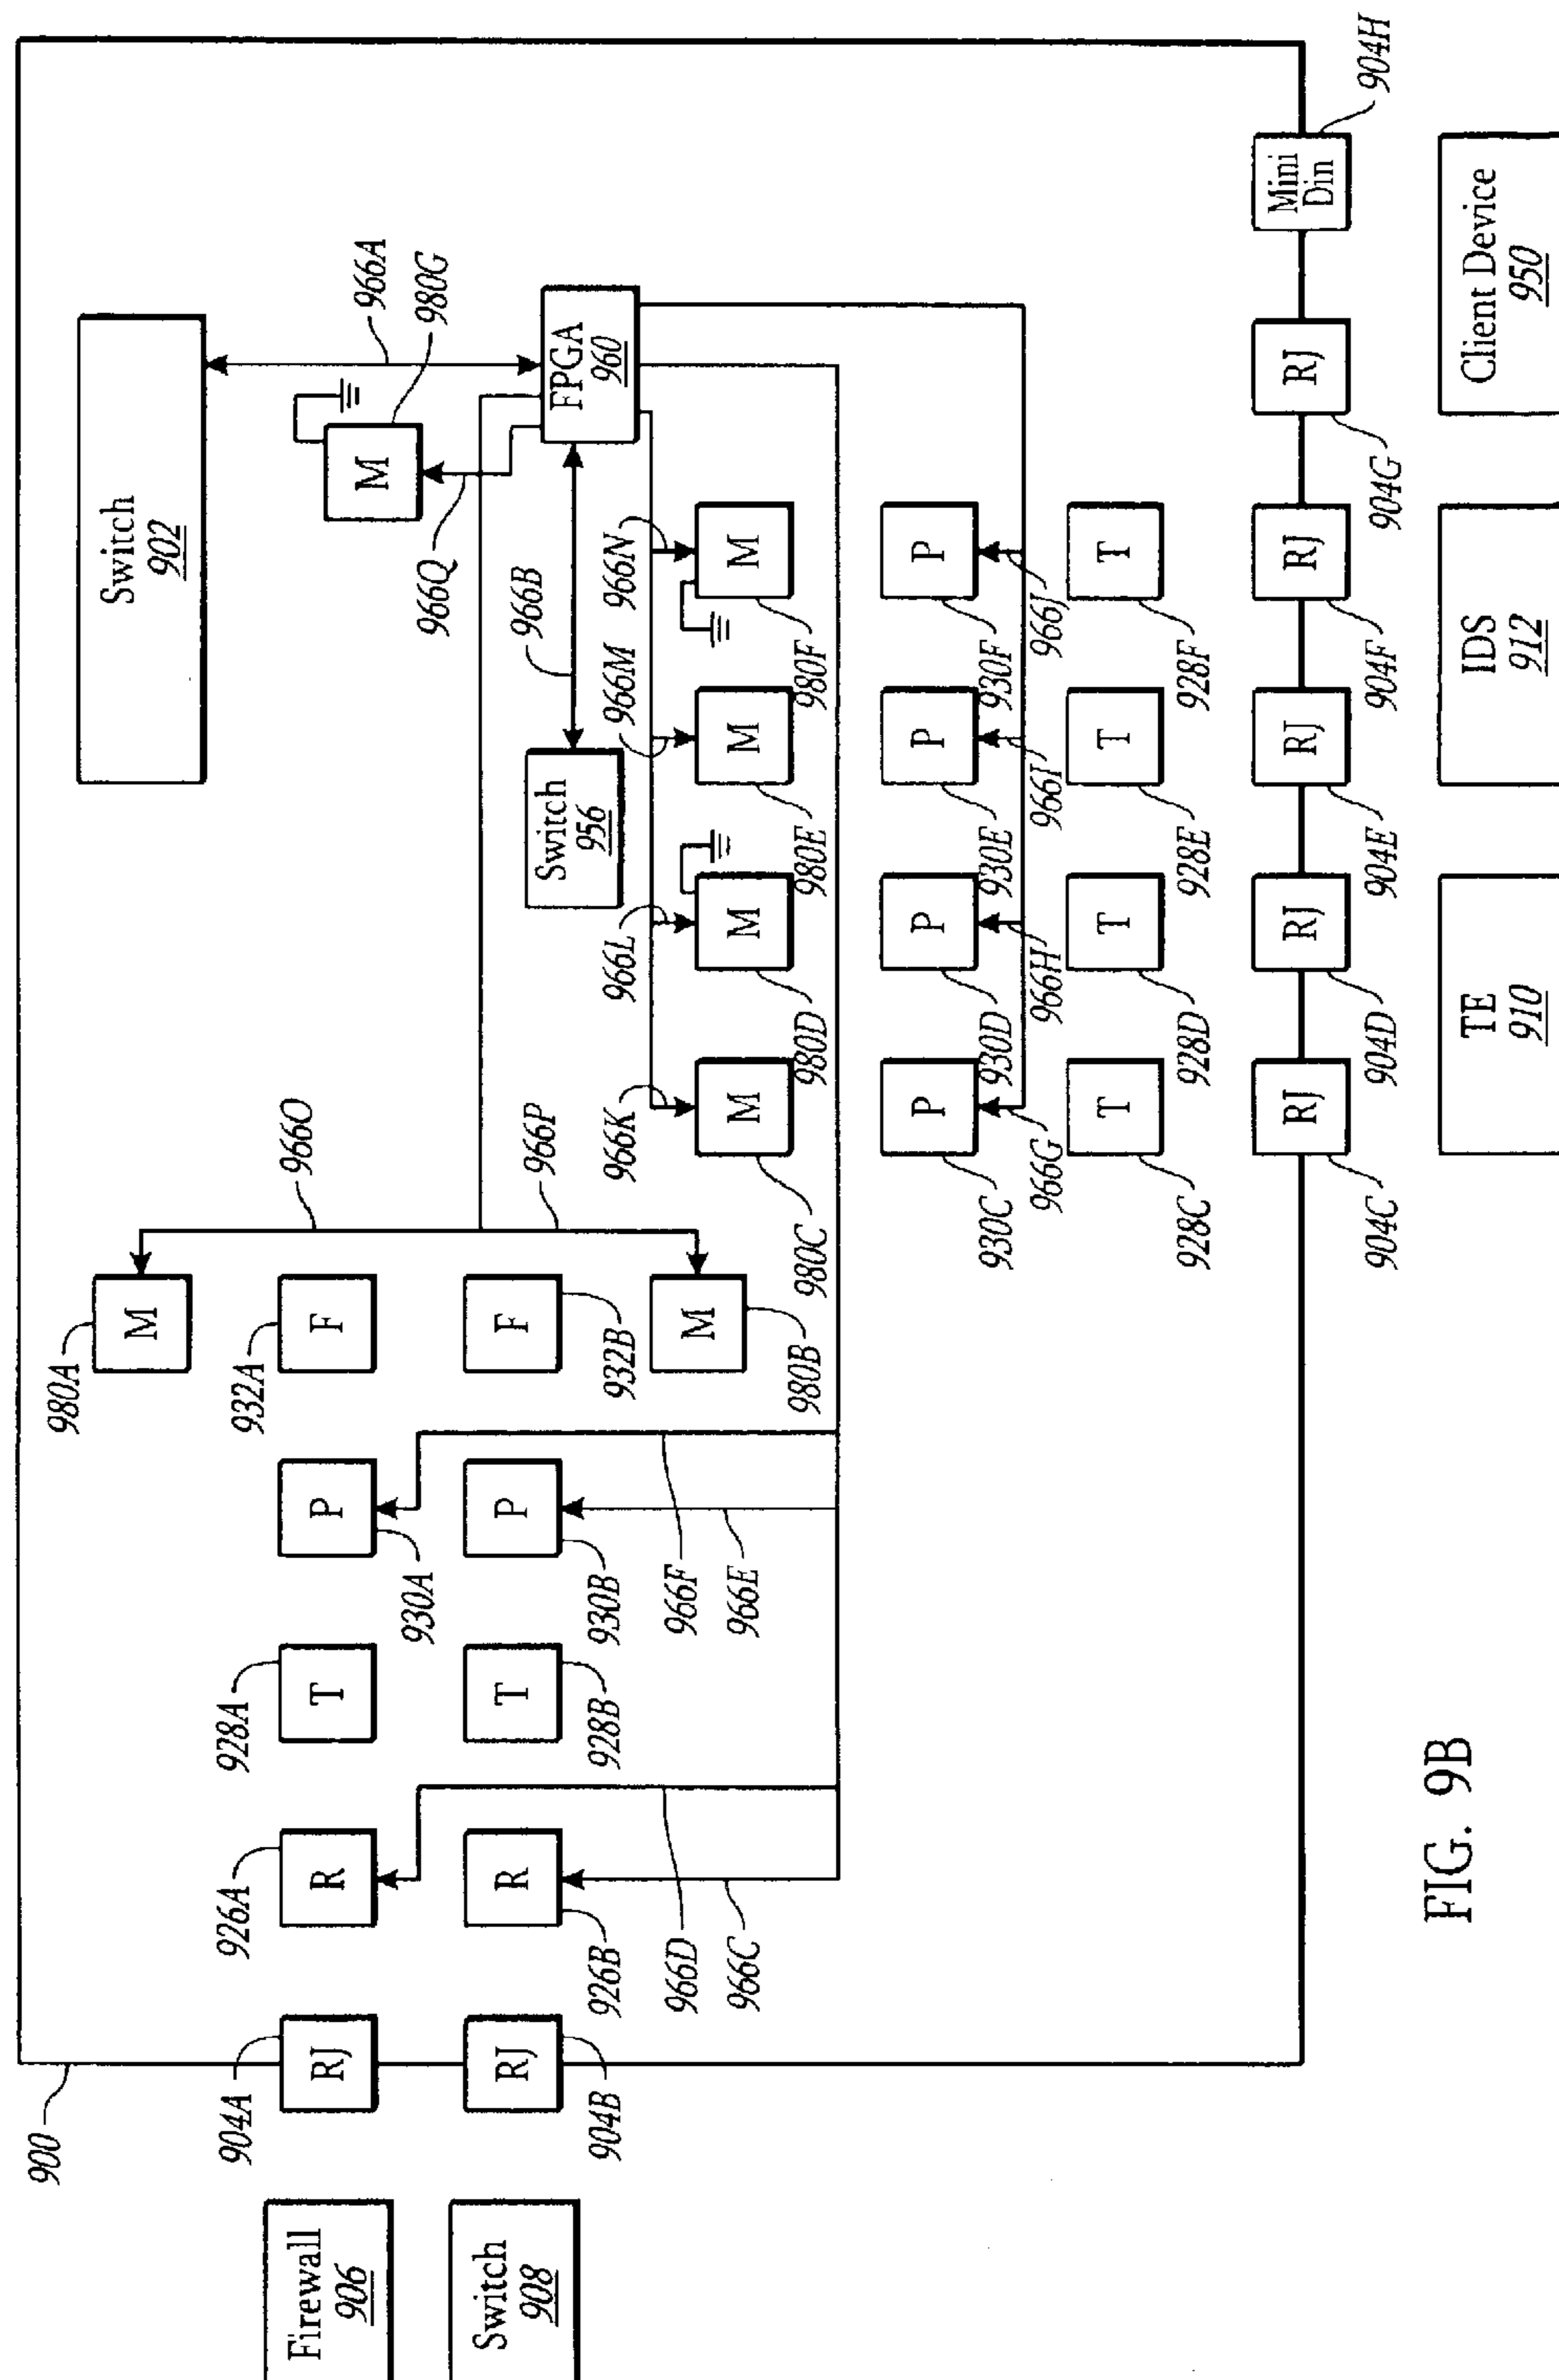 900
Firewall
906
Switch
908
904A
RJ
RJ
904B
926A
R
R
926B
928A
T
T
928B
930A
P
P
930B
966D
966C
966F
966E
980A
M
932A
F
F
932B
M
980B
966O
966P
Switch
902
966A
M
980G
966Q
FPGA
960
966B
Switch
956
966K
966L
966M
966N
M
M
M
M
980C
980D
980E
980F
P
P
P
P
930C
930D
930E
930F
966G
966H
966I
966J
T
T
T
T
928C
928D
928E
928F
RJ
RJ
RJ
RJ
RJ
Mini
Din
904C
904D
904E
904F
904G
904H
TE
910
IDS
912
Client Device
950
FIG. 9B